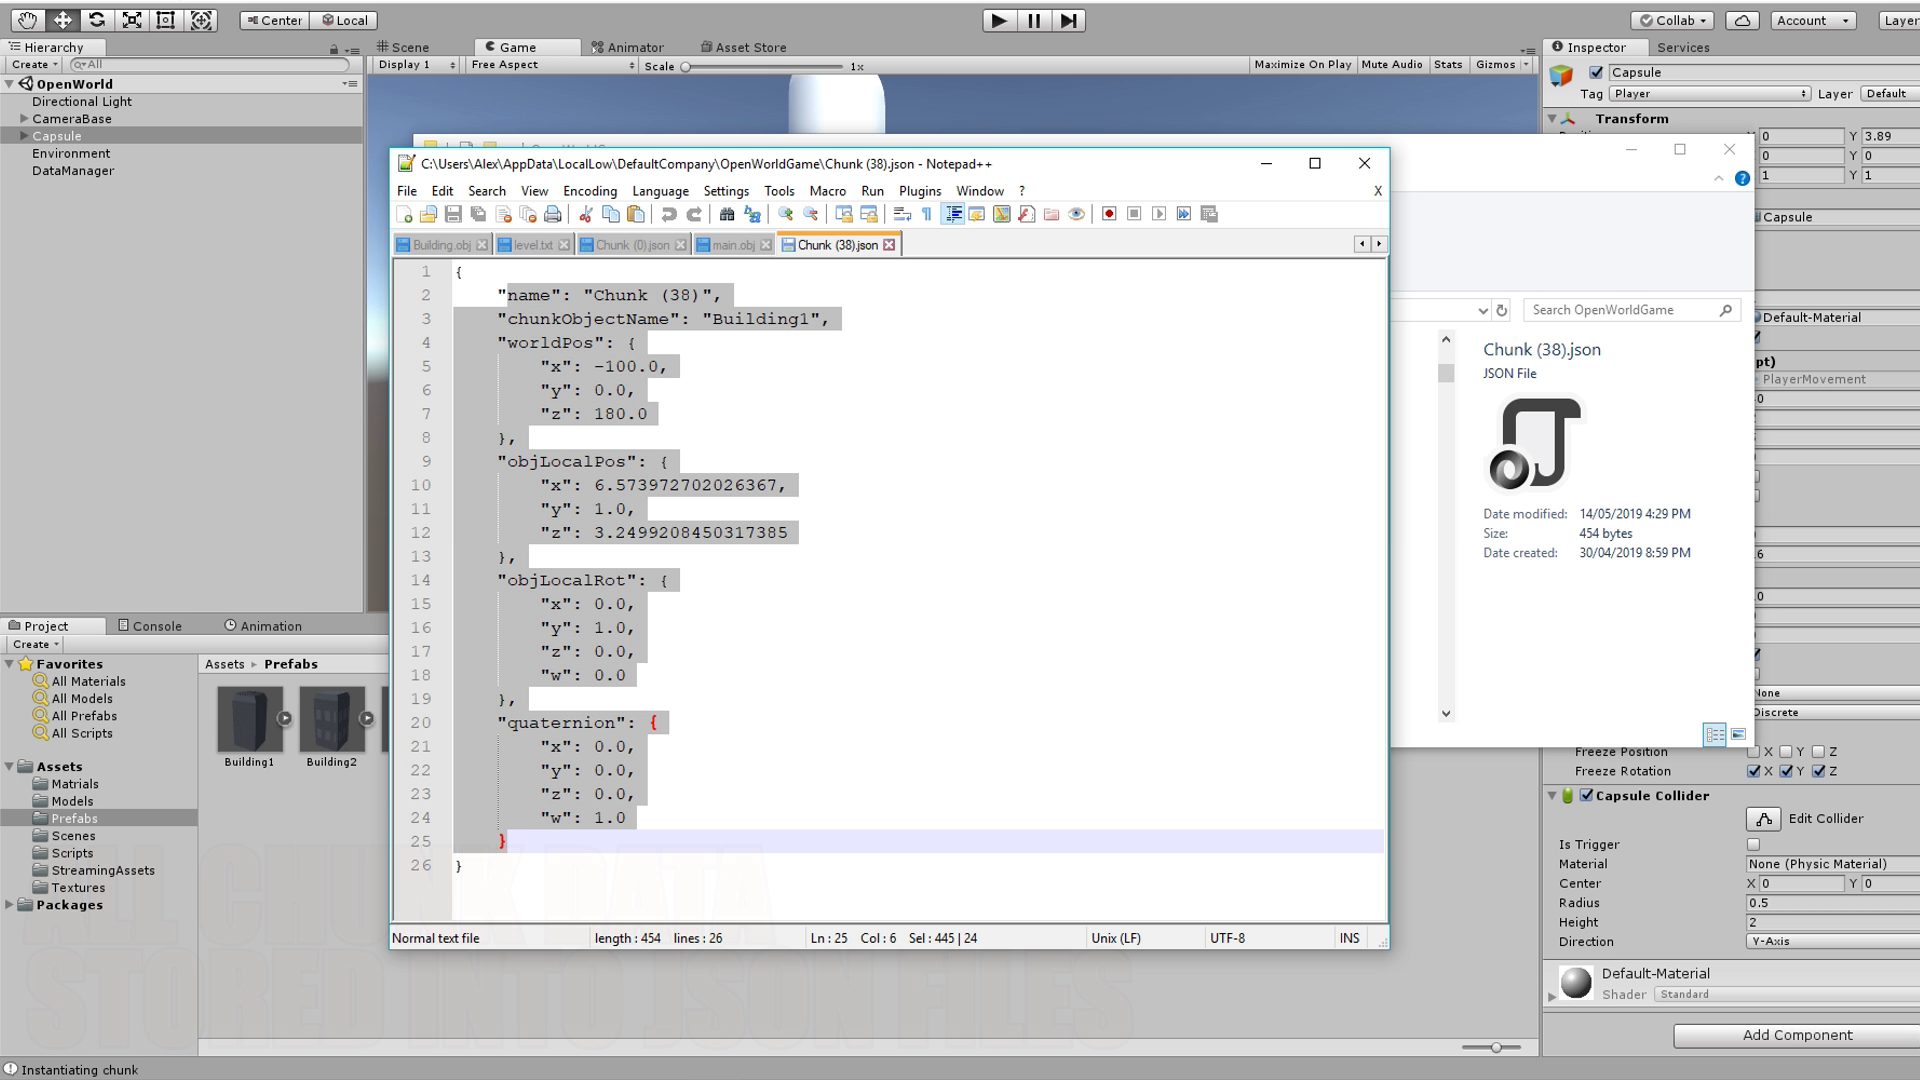 Center Local
Collab Account Layer
Hierarchy
Create All
OpenWorld
Directional Light
CameraBase
Capsule
Environment
DataManager
Scene Game Animator Asset Store
Display 1 Free Aspect Scale 1x Maximize On Play Mute Audio Stats Gizmos
Inspector Services
Capsule
Tag Player Layer Default
Transform
0 Y 3.89
0 Y 0
1 Y 1
Capsule
Default-Material
PlayerMovement
C:\Users\Alex\AppData\LocalLow\DefaultCompany\OpenWorldGame\Chunk (38).json - Notepad++
File Edit Search View Encoding Language Settings Tools Macro Run Plugins Window ? X
Building.obj level.txt Chunk (0).json main.obj Chunk (38).json
1 {
2 "name": "Chunk (38)",
3 "chunkObjectName": "Building1",
4 "worldPos": {
5 "x": -100.0,
6 "y": 0.0,
7 "z": 180.0
8 },
9 "objLocalPos": {
10 "x": 6.573972702026367,
11 "y": 1.0,
12 "z": 3.2499208450317385
13 },
14 "objLocalRot": {
15 "x": 0.0,
16 "y": 1.0,
17 "z": 0.0,
18 "w": 0.0
19 },
20 "quaternion": {
21 "x": 0.0,
22 "y": 0.0,
23 "z": 0.0,
24 "w": 1.0
25 }
26 }
Normal text file length : 454 lines : 26 Ln : 25 Col : 6 Sel : 445 | 24 Unix (LF) UTF-8 INS
Search OpenWorldGame
Chunk (38).json
JSON File
Date modified: 14/05/2019 4:29 PM
Size: 454 bytes
Date created: 30/04/2019 8:59 PM
None
Discrete
Freeze Position X Y Z
Freeze Rotation X Y Z
Capsule Collider
Edit Collider
Is Trigger
Material None (Physic Material)
Center X 0 Y 0
Radius 0.5
Height 2
Direction Y-Axis
Default-Material
Shader Standard
Add Component
Project Console Animation
Create
Favorites
All Materials
All Models
All Prefabs
All Scripts
Assets
Matrials
Models
Prefabs
Scenes
Scripts
StreamingAssets
Textures
Packages
Assets Prefabs
Building1 Building2
ALL CHUNK DATA
STORED INTO JSON FILES
Instantiating chunk